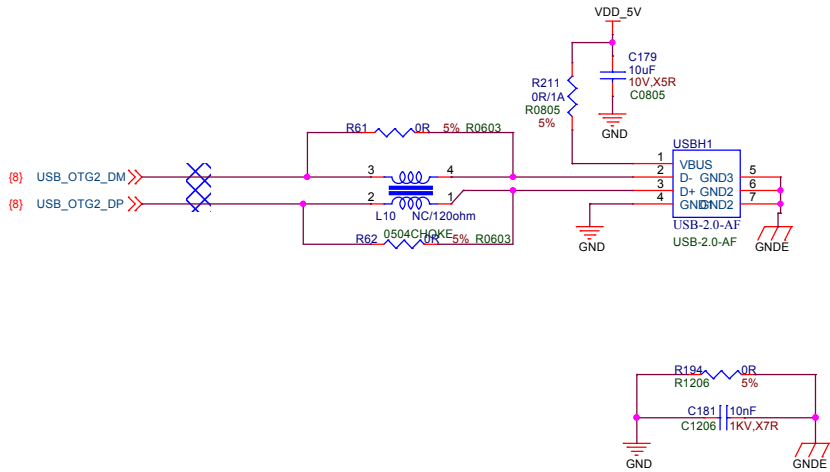 VDD_5V
C179
10uF
10V,X5R
C0805
R211
0R/1A
R0805
5%
GND
R61 0R 5% R0603
USBH1
{8} USB_OTG2_DM
3 4
1 VBUS
2 D- GND3 5
3 D+ GND2 6
4 GND1 GND2 7
{8} USB_OTG2_DP
2 1
L10 NC/120ohm
0504CHOKE
R62 0R 5% R0603
USB-2.0-AF
USB-2.0-AF
GND
GNDE
R194 0R
R1206 5%
C181 10nF
C1206 1KV,X7R
GND
GNDE